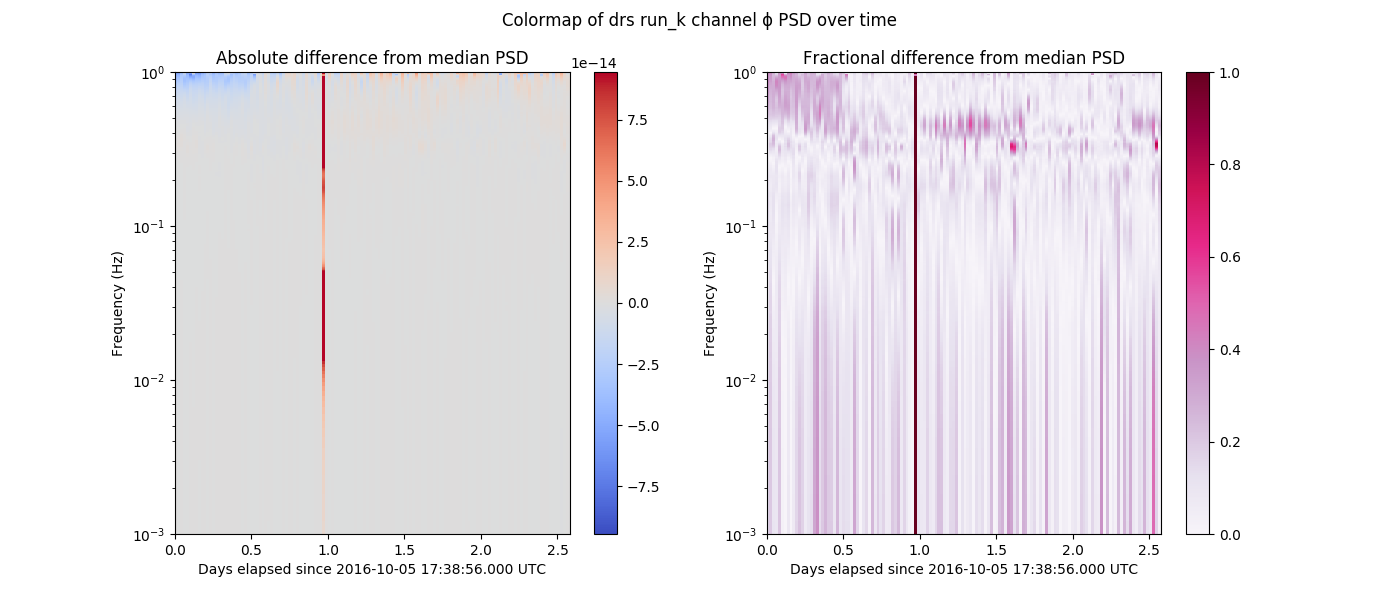 Colormap of drs run_k channel ϕ PSD over time
Absolute difference from median PSD
1e−14
Frequency (Hz)
10⁰
10⁻¹
10⁻²
10⁻³
0.0 0.5 1.0 1.5 2.0 2.5
Days elapsed since 2016-10-05 17:38:56.000 UTC
7.5
5.0
2.5
0.0
−2.5
−5.0
−7.5
Fractional difference from median PSD
Frequency (Hz)
10⁰
10⁻¹
10⁻²
10⁻³
0.0 0.5 1.0 1.5 2.0 2.5
Days elapsed since 2016-10-05 17:38:56.000 UTC
1.0
0.8
0.6
0.4
0.2
0.0